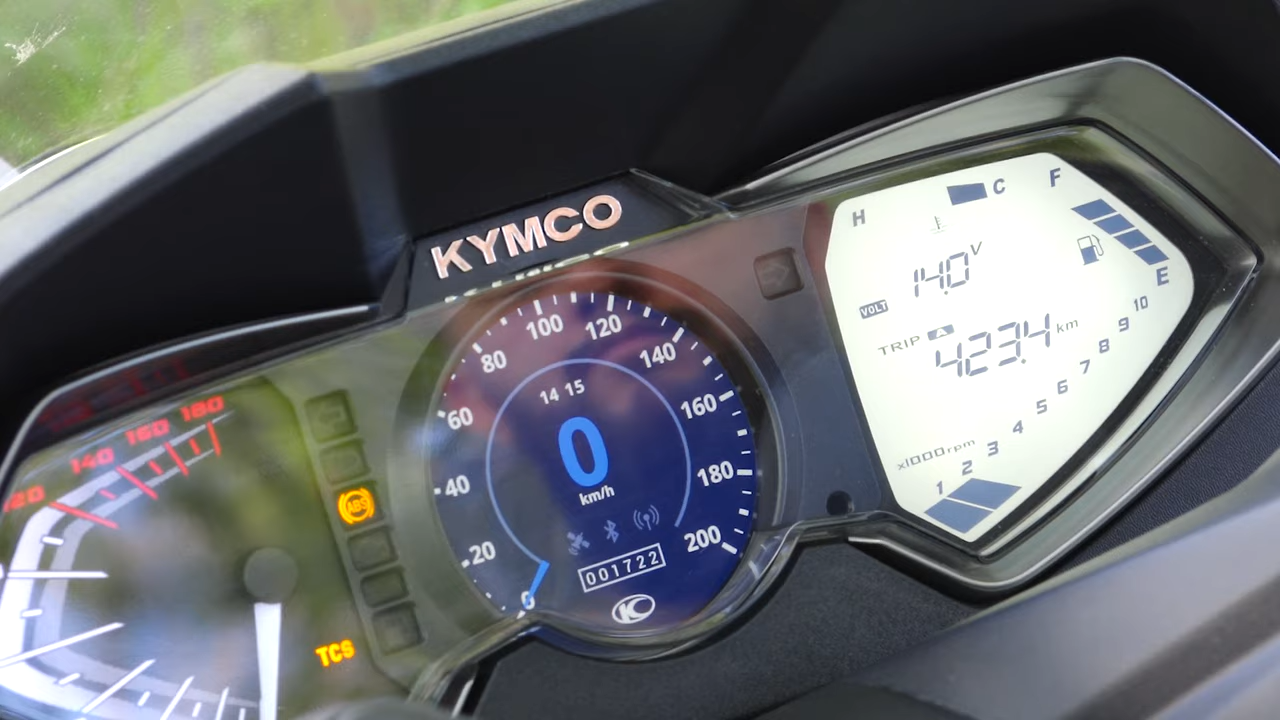 KYMCO
H
C
F
14.0 V
VOLT
E
TRIP A
423.4 km
x1000rpm
1 2 3 4 5 6 7 8 9 10
120 140 160 180
ABS
TCS
0 20 40 60 80 100 120 140 160 180 200
14 15
0
km/h
001722